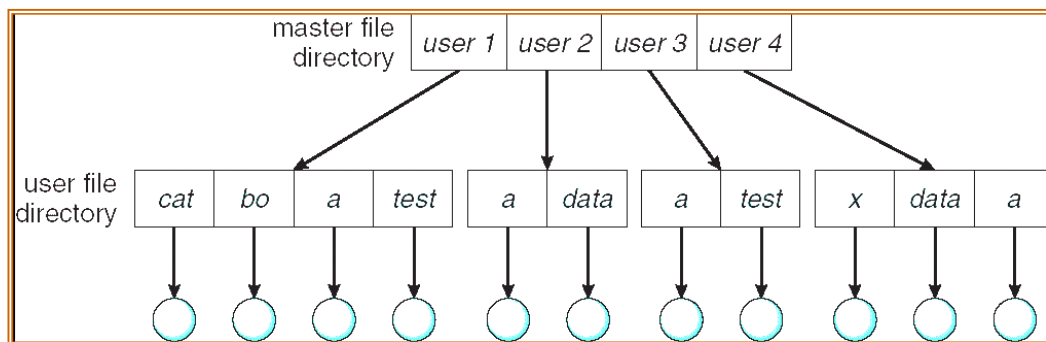 master file directory
user 1 user 2 user 3 user 4
user file directory
cat bo a test a data a test x data a